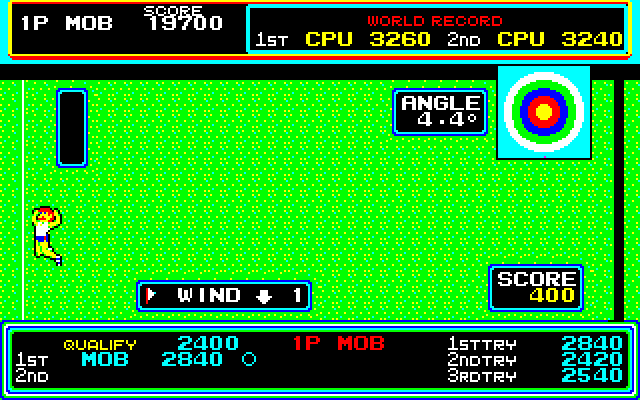 SCORE
1P MOB 19700
WORLD RECORD
1ST CPU 3260 2ND CPU 3240
ANGLE
4.4°
WIND ↓ 1
SCORE
400
QUALIFY 2400 1P MOB 1STTRY 2840
1ST MOB 2840 ○ 2NDTRY 2420
2ND 3RDTRY 2540